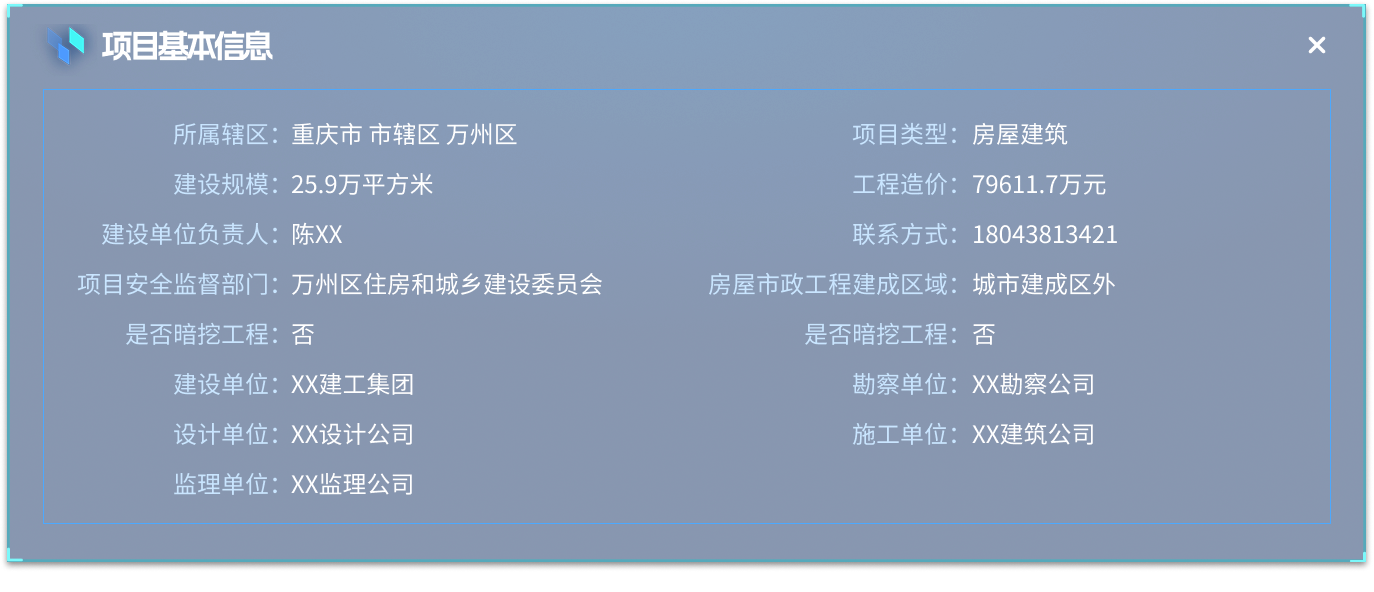 项目基本信息
所属辖区：重庆市 市辖区 万州区
项目类型：房屋建筑
建设规模：25.9万平方米
工程造价：79611.7万元
建设单位负责人：陈XX
联系方式：18043813421
项目安全监督部门：万州区住房和城乡建设委员会
房屋市政工程建成区域：城市建成区外
是否暗挖工程：否
是否暗挖工程：否
建设单位：XX建工集团
勘察单位：XX勘察公司
设计单位：XX设计公司
施工单位：XX建筑公司
监理单位：XX监理公司